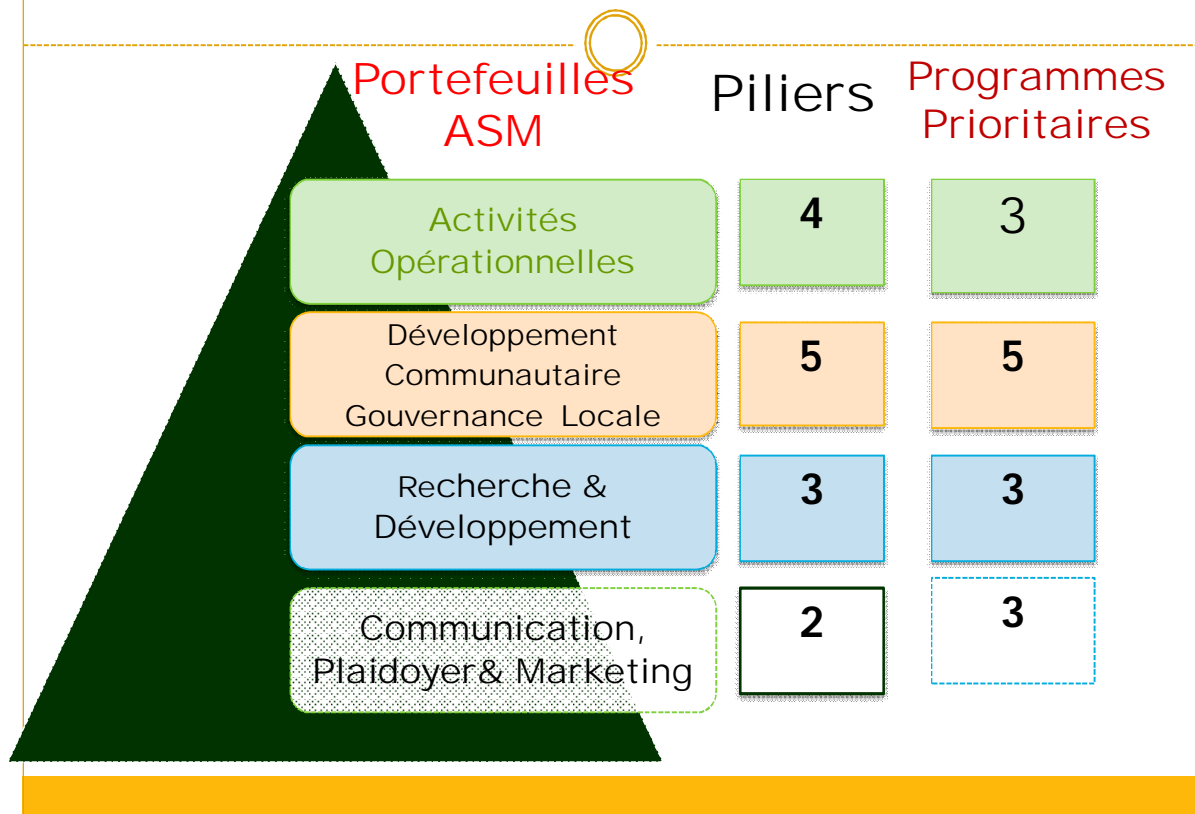 Portefeuilles
ASM
Piliers
Programmes
Prioritaires
Activités
Opérationnelles
4
3
Développement
Communautaire
Gouvernance Locale
5
5
Recherche &
Développement
3
3
Communication,
Plaidoyer& Marketing
2
3